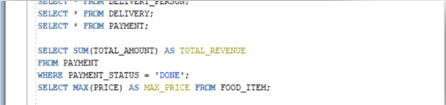 SELECT * FROM DELIVERY_PERSON;
SELECT * FROM DELIVERY;
SELECT * FROM PAYMENT;
SELECT SUM(TOTAL_AMOUNT) AS TOTAL_REVENUE
FROM PAYMENT
WHERE PAYMENT_STATUS = 'DONE';
SELECT MAX(PRICE) AS MAX_PRICE FROM FOOD_ITEM;